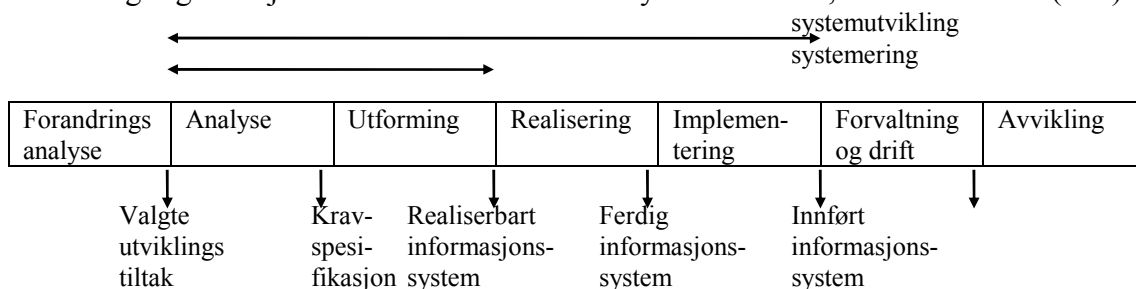 systemutvikling
systemering
Forandrings
analyse
Analyse
Utforming
Realisering
Implemen-
tering
Forvaltning
og drift
Avvikling
Valgte
utviklings
tiltak
Krav-
spesi-
fikasjon
Realiserbart
informasjons-
system
Ferdig
informasjons-
system
Innført
informasjons-
system